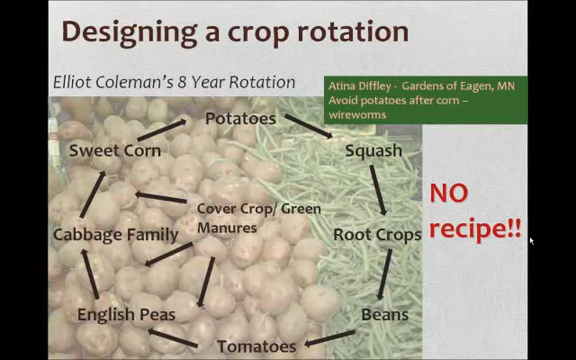 Designing a crop rotation
Elliot Coleman's 8 Year Rotation
Atina Diffley - Gardens of Eagen, MN
Avoid potatoes after corn –
wireworms
Potatoes
Sweet Corn
Squash
NO
recipe!!
Cover Crop/ Green
Manures
Cabbage Family
Root Crops
English Peas
Beans
Tomatoes